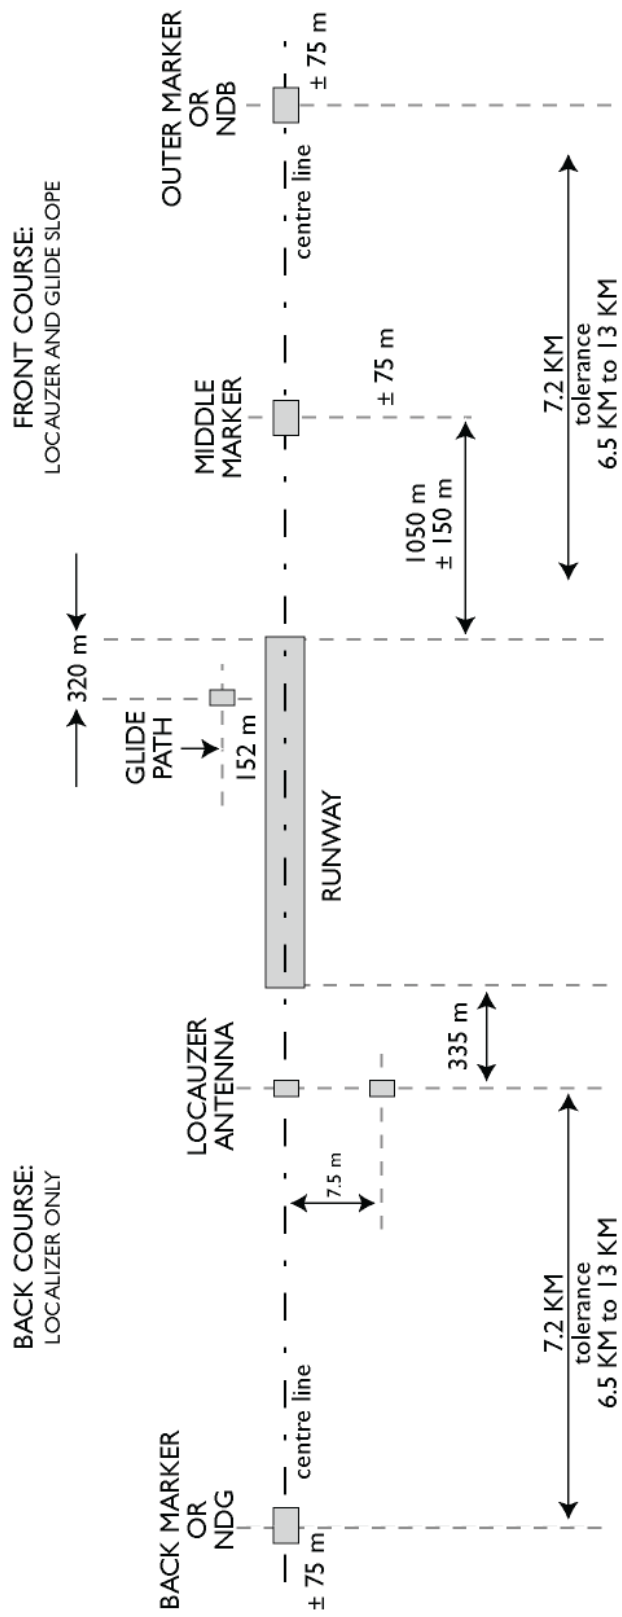 BACK COURSE:
LOCALIZER ONLY
FRONT COURSE:
LOCAUZER AND GLIDE SLOPE
320 m
GLIDE
PATH
152 m
BACK MARKER
OR
NDG
LOCAUZER
ANTENNA
MIDDLE
MARKER
OUTER MARKER
OR
NDB
± 75 m
centre line
7.5 m
RUNWAY
centre line
± 75 m
± 75 m
335 m
1050 m
± 150 m
7.2 KM
tolerance
6.5 KM to 13 KM
7.2 KM
tolerance
6.5 KM to 13 KM